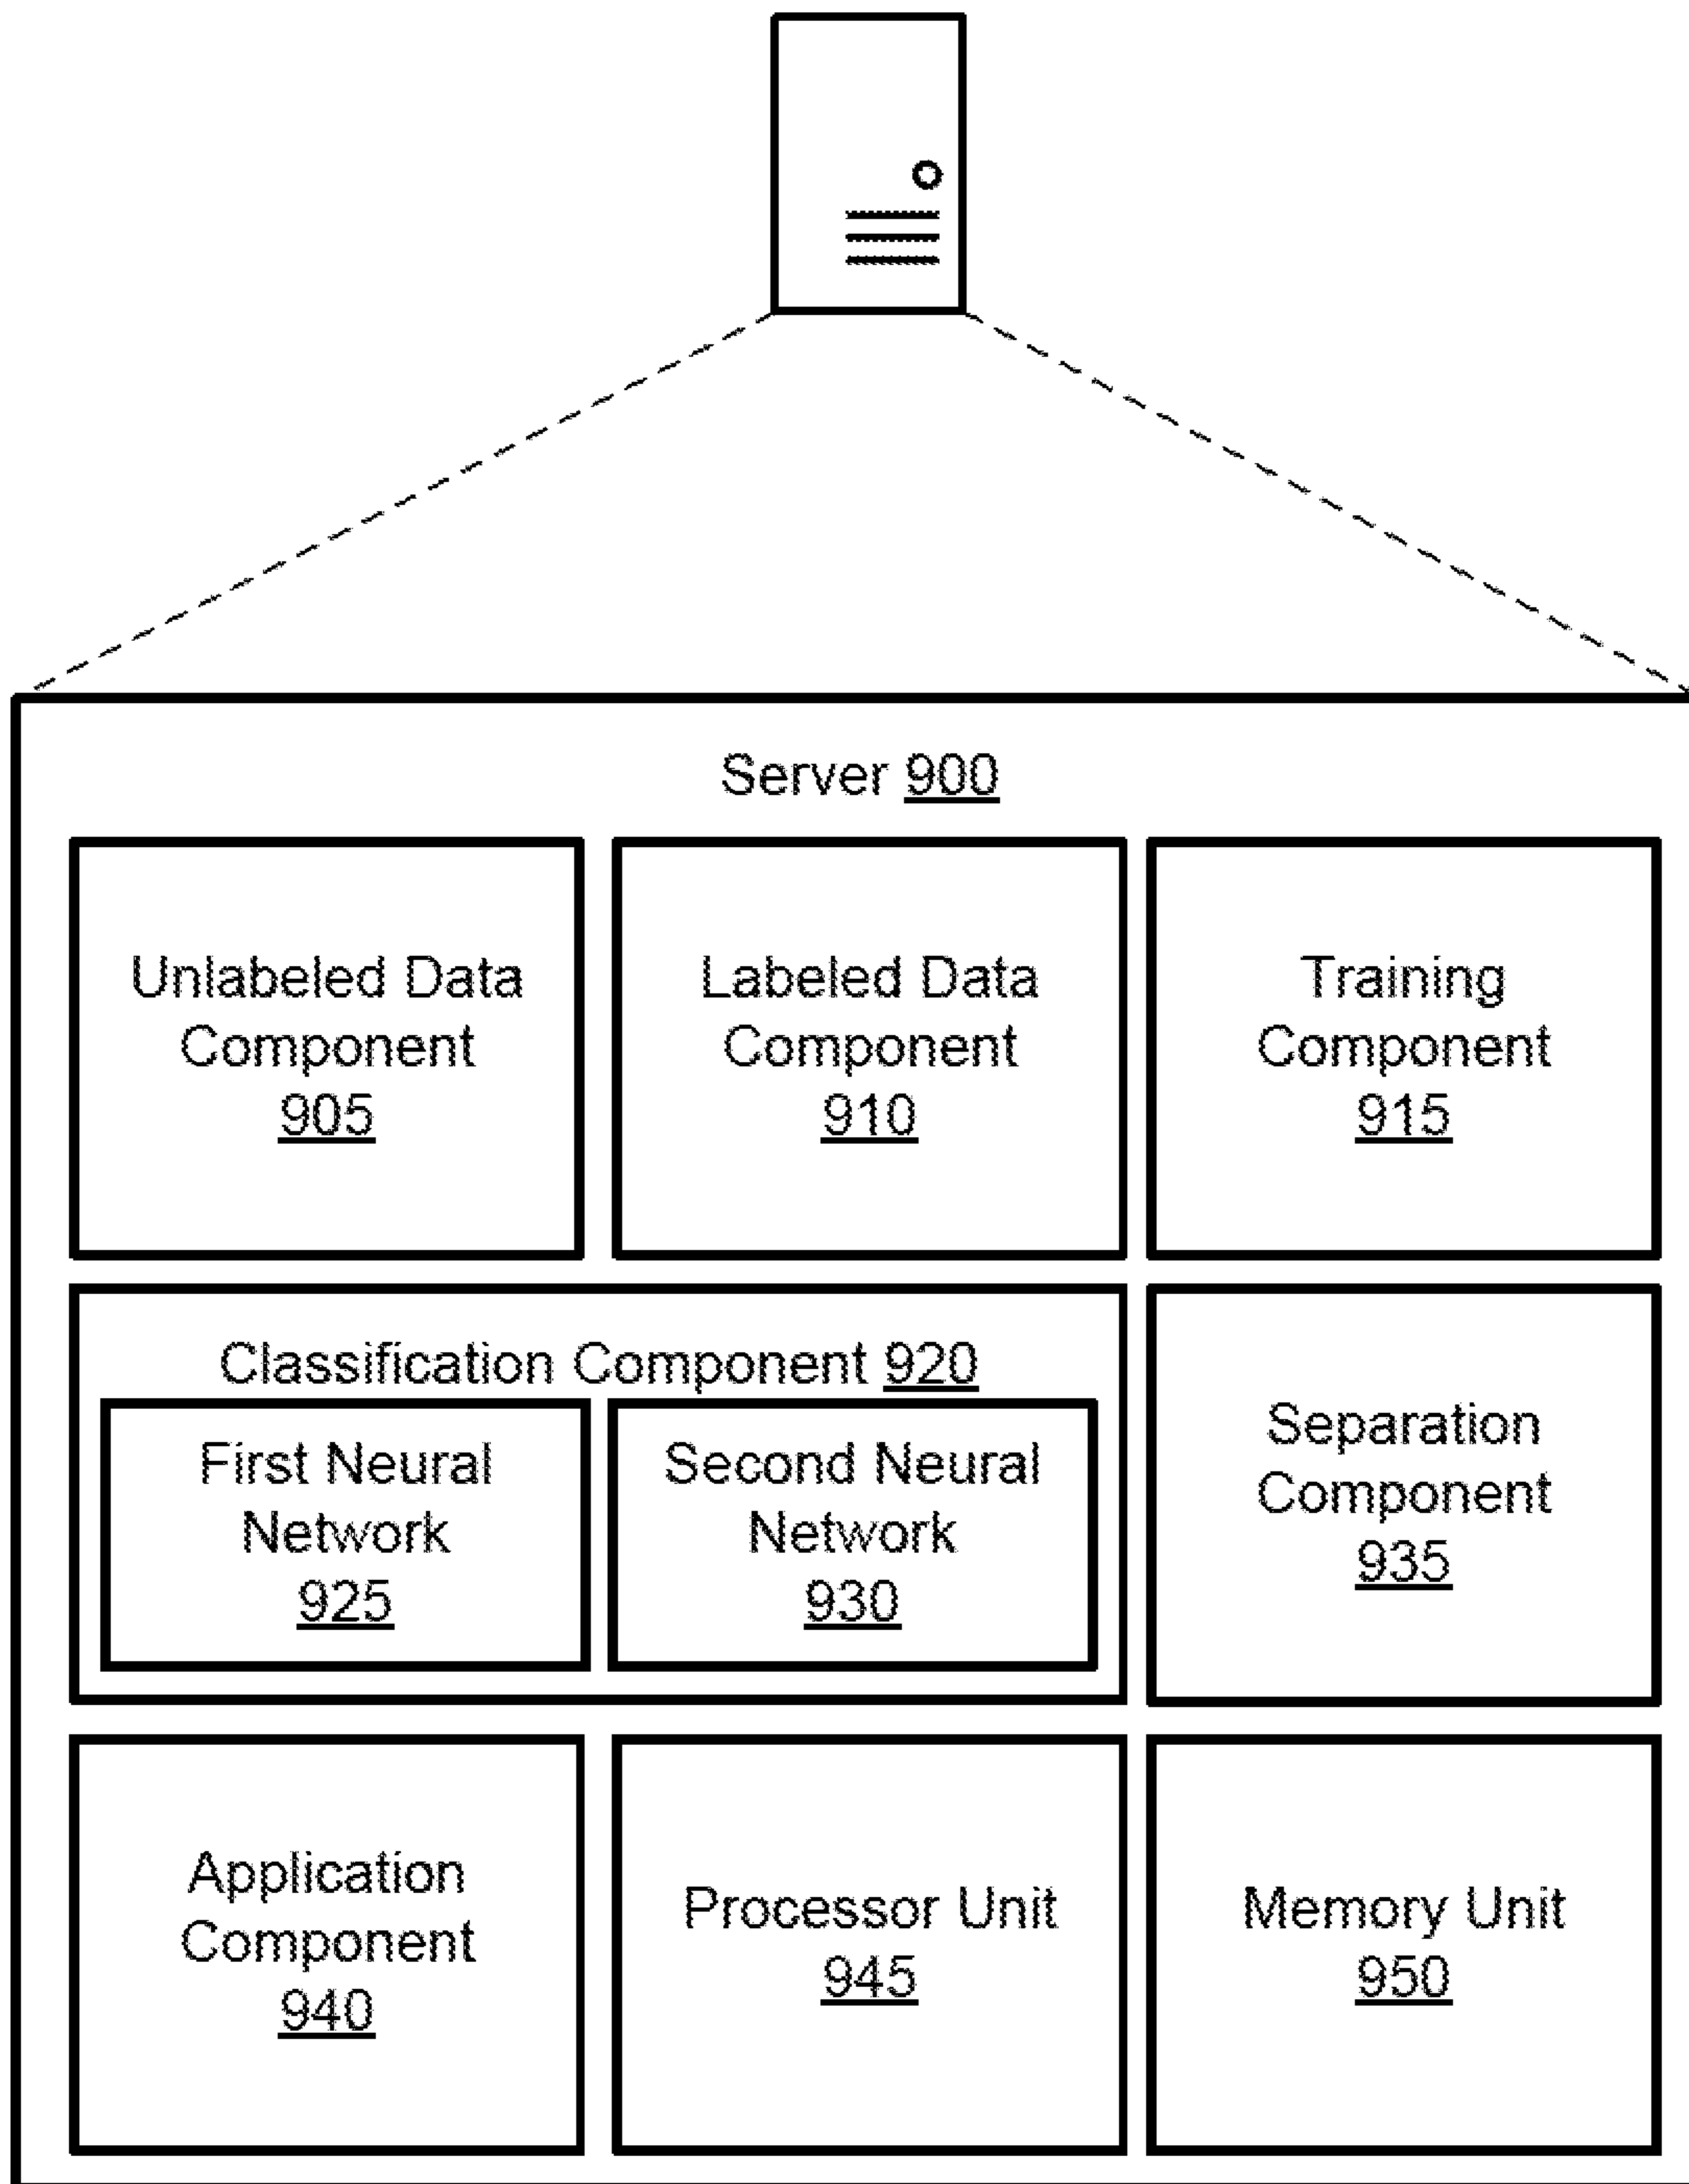 Server 900
Unlabeled Data
Component
905
Labeled Data
Component
910
Training
Component
915
Classification Component 920
First Neural
Network
925
Second Neural
Network
930
Separation
Component
935
Application
Component
940
Processor Unit
945
Memory Unit
950